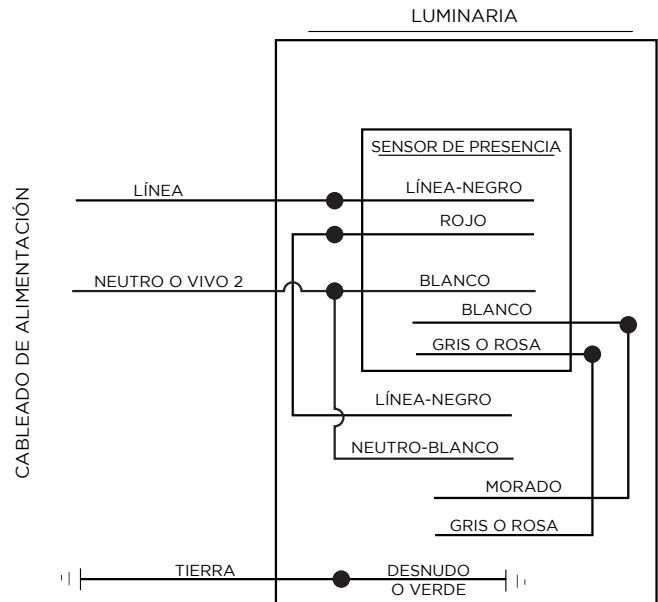 LUMINARIA
SENSOR DE PRESENCIA
LÍNEA
LÍNEA-NEGRO
ROJO
NEUTRO O VIVO 2
BLANCO
BLANCO
GRIS O ROSA
LÍNEA-NEGRO
NEUTRO-BLANCO
MORADO
GRIS O ROSA
TIERRA
DESNUDO
O VERDE
CABLEADO DE ALIMENTACIÓN